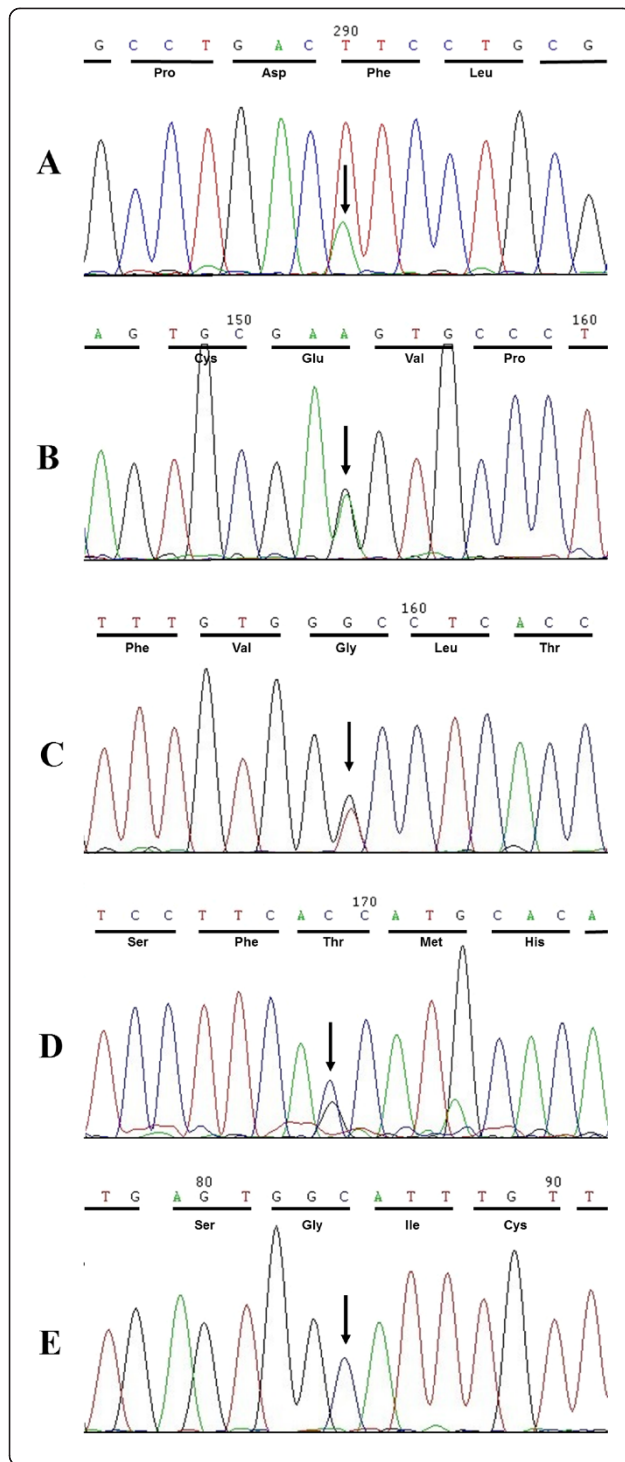 290
G C C T G A C T T C C T G C G
Pro Asp Phe Leu
A
150 160
A G T G C G A A G T G C C C T
Cys Glu Val Pro
B
160
T T T G T G G G C C T C A C C
Phe Val Gly Leu Thr
C
170
T C C T T C A C C A T G C A C A
Ser Phe Thr Met His
D
80 90
T G A G T G G C A T T T G T T
Ser Gly Ile Cys
E